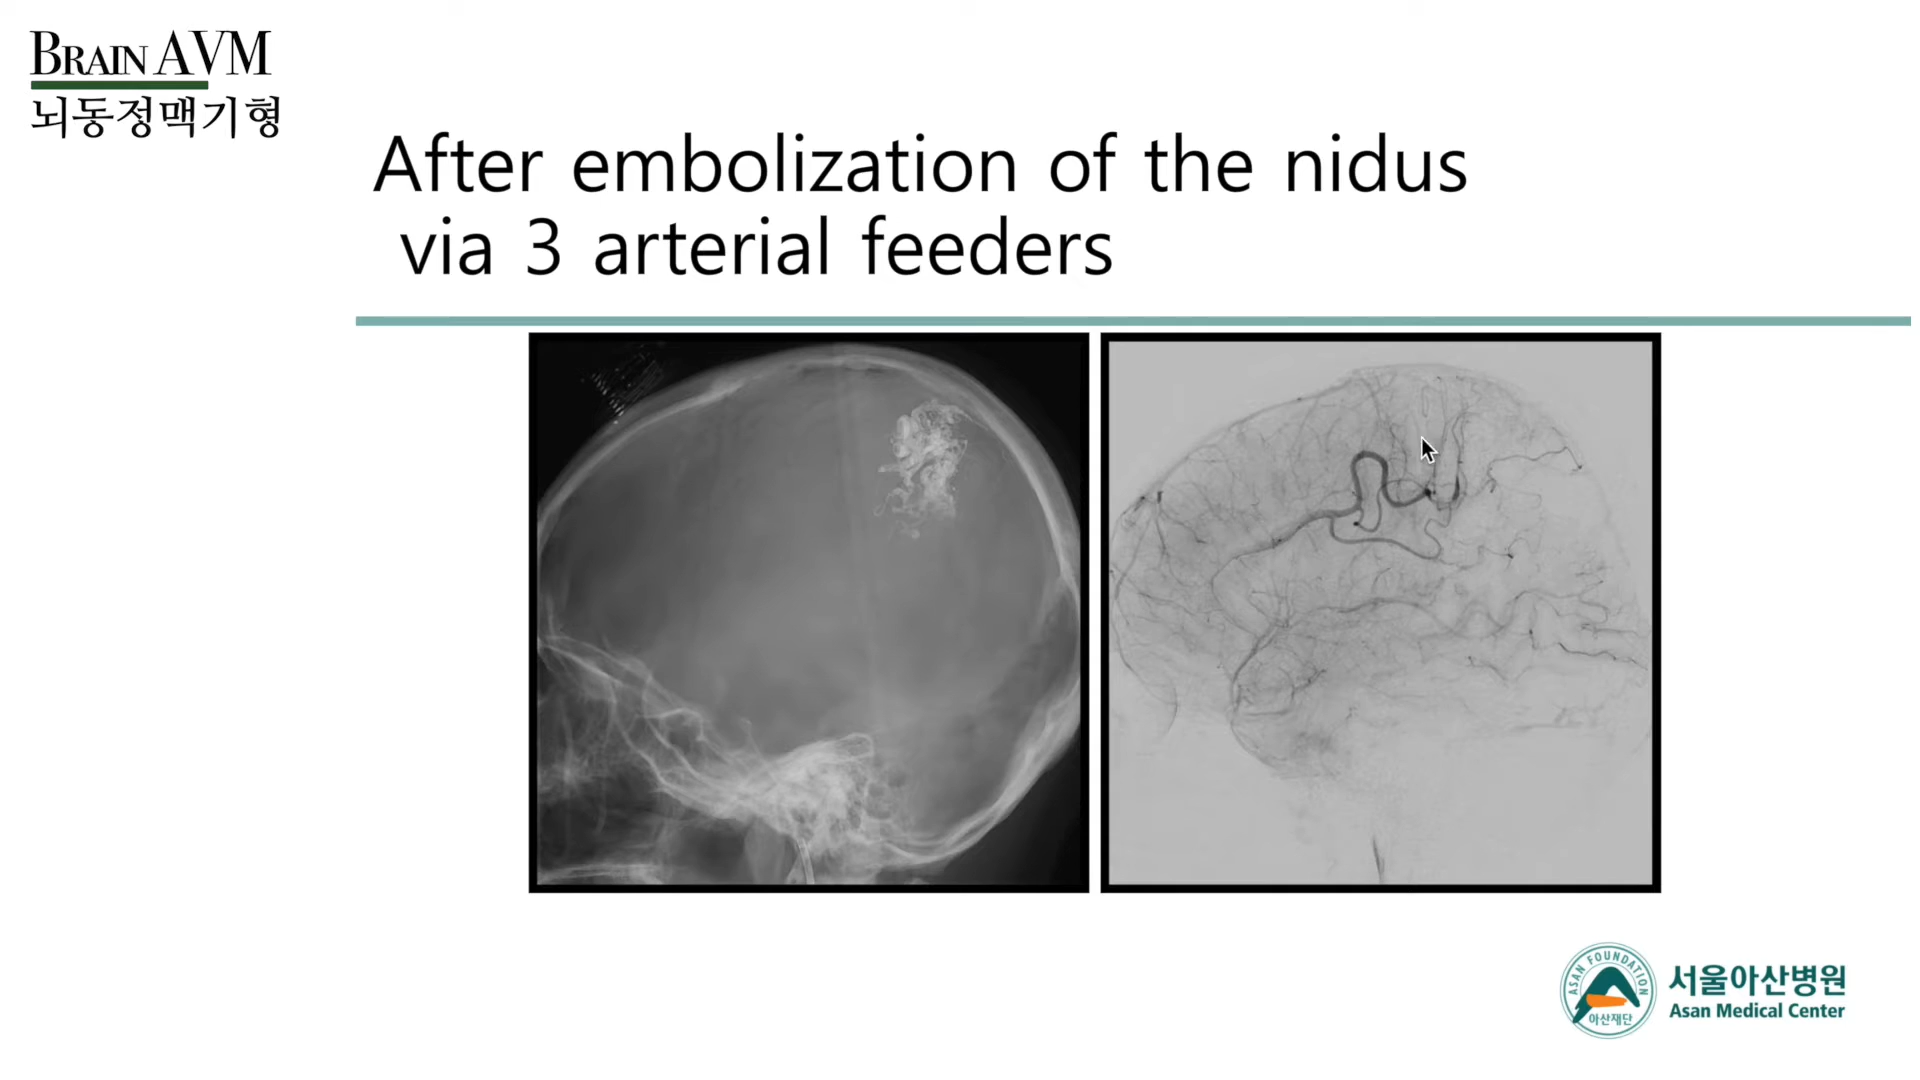 BRAIN AVM
뇌동정맥기형
After embolization of the nidus
via 3 arterial feeders
ASAN FOUNDATION
아산재단
서울아산병원
Asan Medical Center